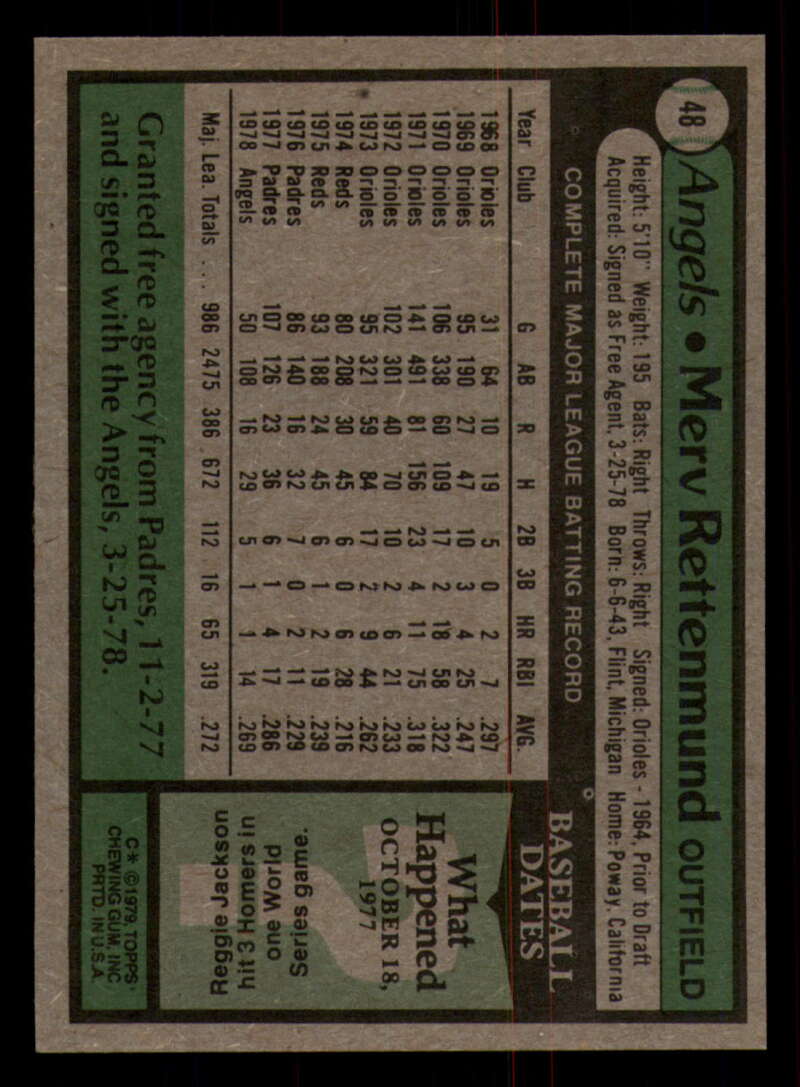 48 Angels • Merv Rettenmund OUTFIELD
Height: 5'10" Weight: 195 Bats: Right Throws: Right Signed: Orioles - 1964, Prior to Draft
Acquired: Signed as Free Agent, 3-25-78 Born: 6-6-43, Flint, Michigan Home: Poway, California
COMPLETE MAJOR LEAGUE BATTING RECORD
Year Club G AB R H 2B 3B HR RBI AVG.
1968 Orioles 31 64 10 19 5 0 2 7 .297
1969 Orioles 95 190 27 47 10 3 4 25 .247
1970 Orioles 106 338 60 109 17 2 18 58 .322
1971 Orioles 141 491 81 156 23 4 11 75 .318
1972 Orioles 102 301 40 70 10 2 6 21 .233
1973 Orioles 95 321 59 84 17 2 9 44 .262
1974 Reds 80 208 30 45 6 0 6 28 .216
1975 Reds 93 188 24 45 6 1 2 19 .239
1976 Padres 86 140 16 32 7 0 2 11 .229
1977 Padres 107 126 23 36 6 1 4 17 .286
1978 Angels 50 108 16 29 5 1 1 14 .269
Maj. Lea. Totals ... 986 2475 386 672 112 16 65 319 .272
Granted free agency from Padres, 11-2-77
and signed with the Angels, 3-25-78.
BASEBALL
DATES
What
Happened
OCTOBER 18,
1977
Reggie Jackson
hit 3 Homers in
one World
Series game.
C* © 1979 TOPPS
CHEWING GUM, INC
PRTD. IN U.S.A.